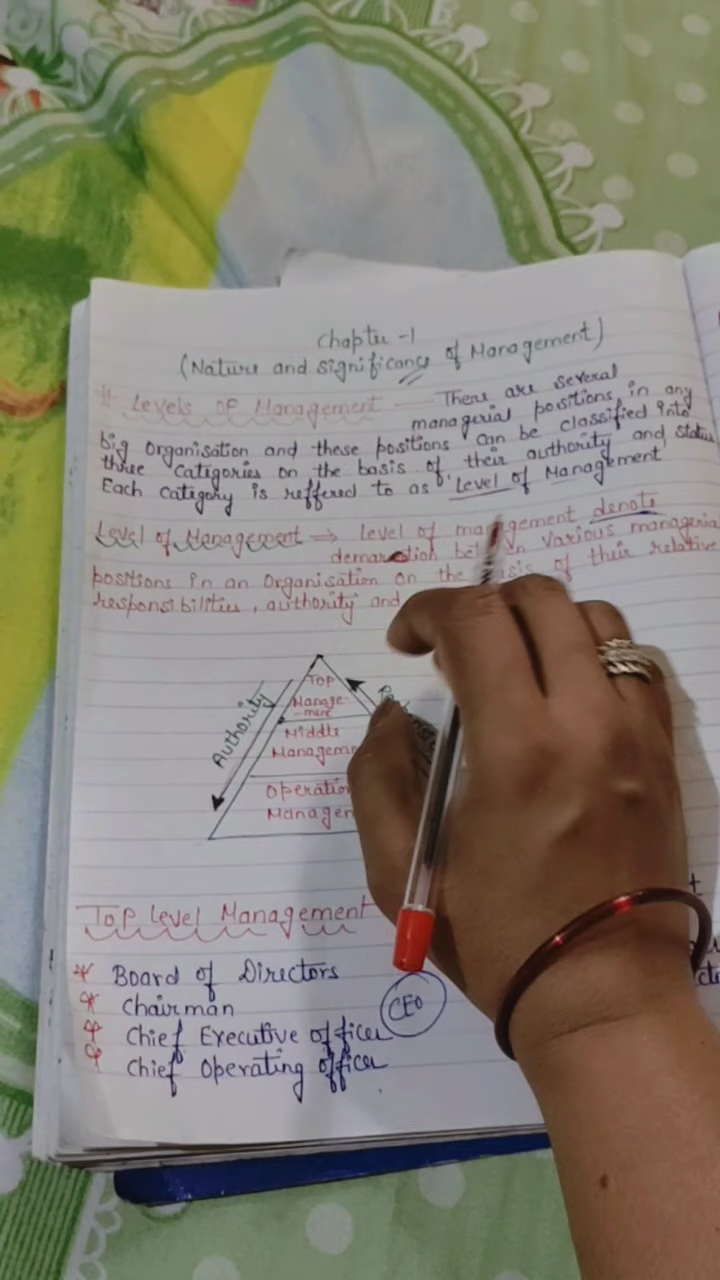 Chapter -1
(Nature and significance of Management)
# Levels of Management — There are several
managerial positions in any
big organisation and these positions can be classified into
three categories on the basis of their authority and status
Each category is reffered to as 'Level of Management
Level of Management ⇒ Level of management denote
demarcation various manageria
positions in an organisation on the of their relative
responsibilities, authority and
Top
Manage
-ment
Authority
Middle
Manageme
Operation
Managem
Top Level Management
* Board of Directors
* Chairman
CEO
* Chief Executive officer
* Chief Operating officer